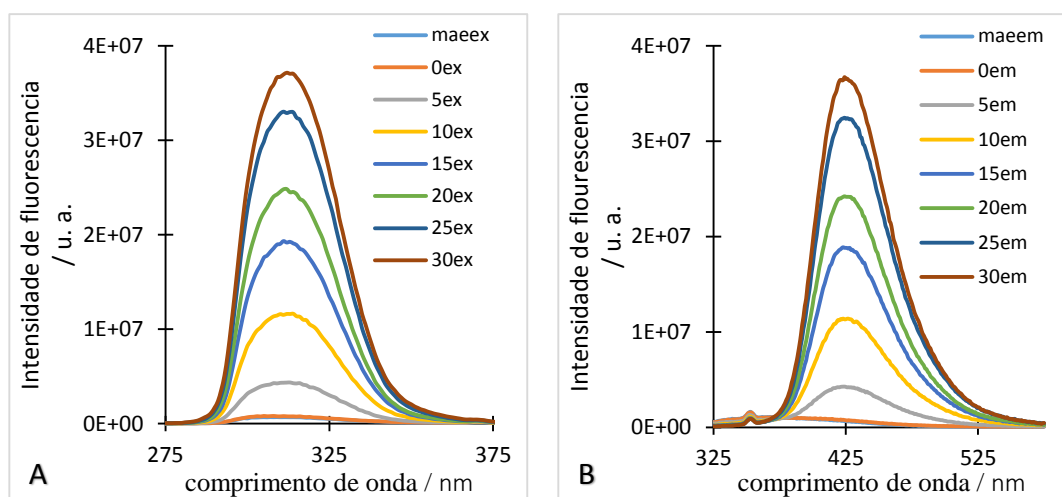 Intensidade de fluorescencia
/ u. a.
4E+07
3E+07
2E+07
1E+07
0E+00
275
325
375
comprimento de onda / nm
A
maeex
0ex
5ex
10ex
15ex
20ex
25ex
30ex
Intensidade de flourescencia
/ u. a.
4E+07
3E+07
2E+07
1E+07
0E+00
325
425
525
comprimento de onda / nm
B
maeem
0em
5em
10em
15em
20em
25em
30em